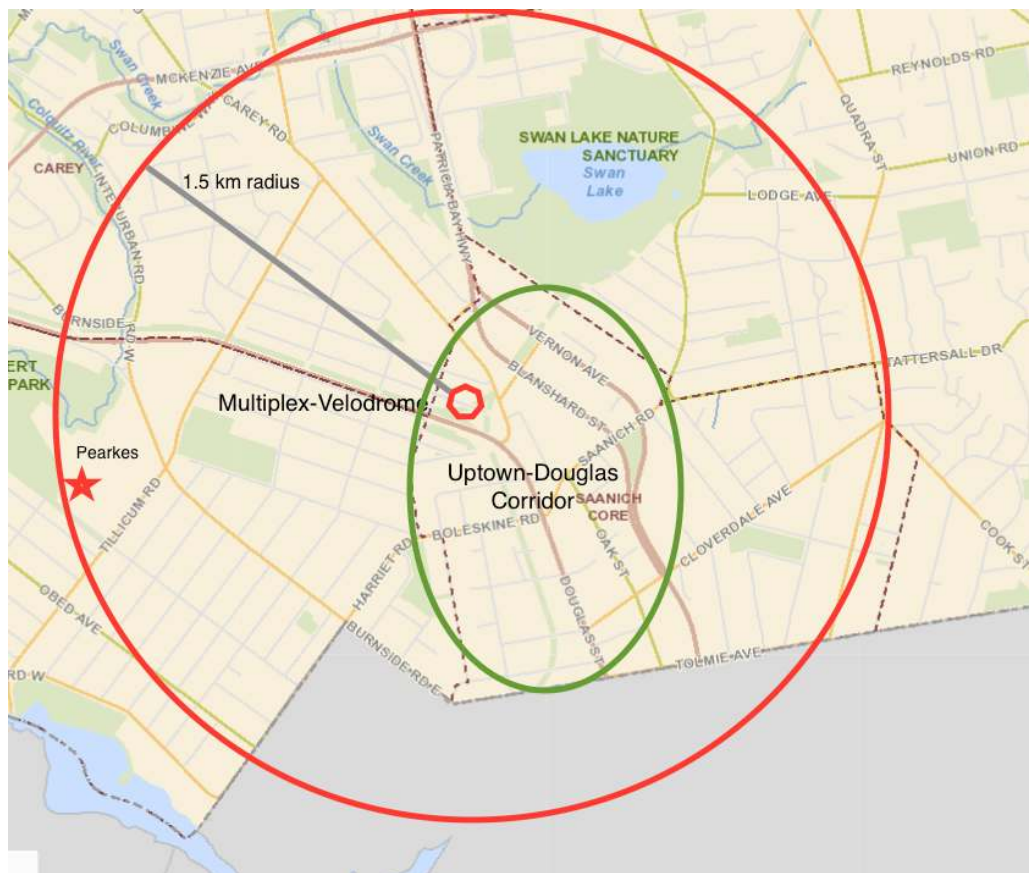 MCKENZIE AVE
Swan Creek
Colquitz River
COLUMBINE W
CAREY RD
CAREY
INTERURBAN RD
1.5 km radius
Swan Creek
PATRICIA BAY HWY
SWAN LAKE NATURE
SANCTUARY
Swan
Lake
REYNOLDS RD
QUADRA ST
UNION RD
LODGE AVE
BURNSIDE RD W
ERT
PARK
VERNON AVE
BLANSHARD ST
TATTERSALL DR
Multiplex-Velodrome
SAANICH RD
Pearkes
Uptown-Douglas
Corridor
SAANICH
CORE
TILLICUM RD
BOLESKINE RD
OAK ST
CLOVERDALE AVE
COOK ST
HARRIET RD
OBED AVE
DOUGLAS ST
BURNSIDE RD E
TOLMIE AVE
RD W